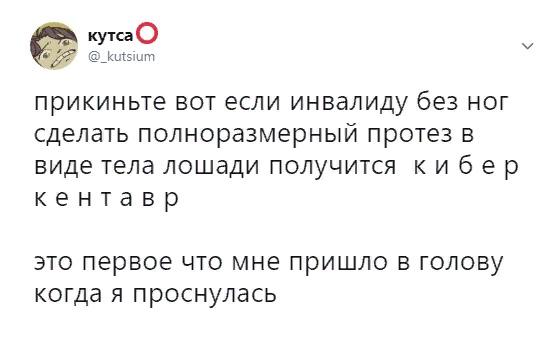 кутса⭕
@_kutsium
прикиньте вот если инвалиду без ног
сделать полноразмерный протез в
виде тела лошади получится  к и б е р
к е н т а в р
это первое что мне пришло в голову
когда я проснулась